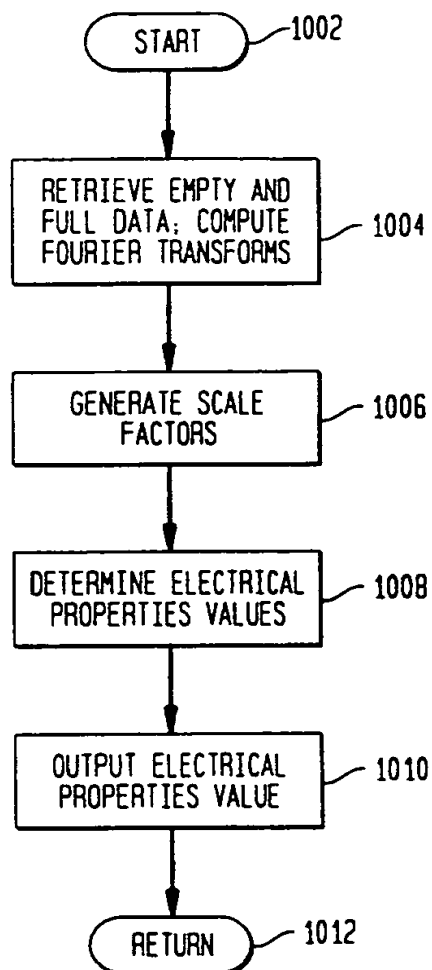 START
1002
RETRIEVE EMPTY AND
FULL DATA; COMPUTE
FOURIER TRANSFORMS
1004
GENERATE SCALE
FACTORS
1006
DETERMINE ELECTRICAL
PROPERTIES VALUES
1008
OUTPUT ELECTRICAL
PROPERTIES VALUE
1010
RETURN
1012